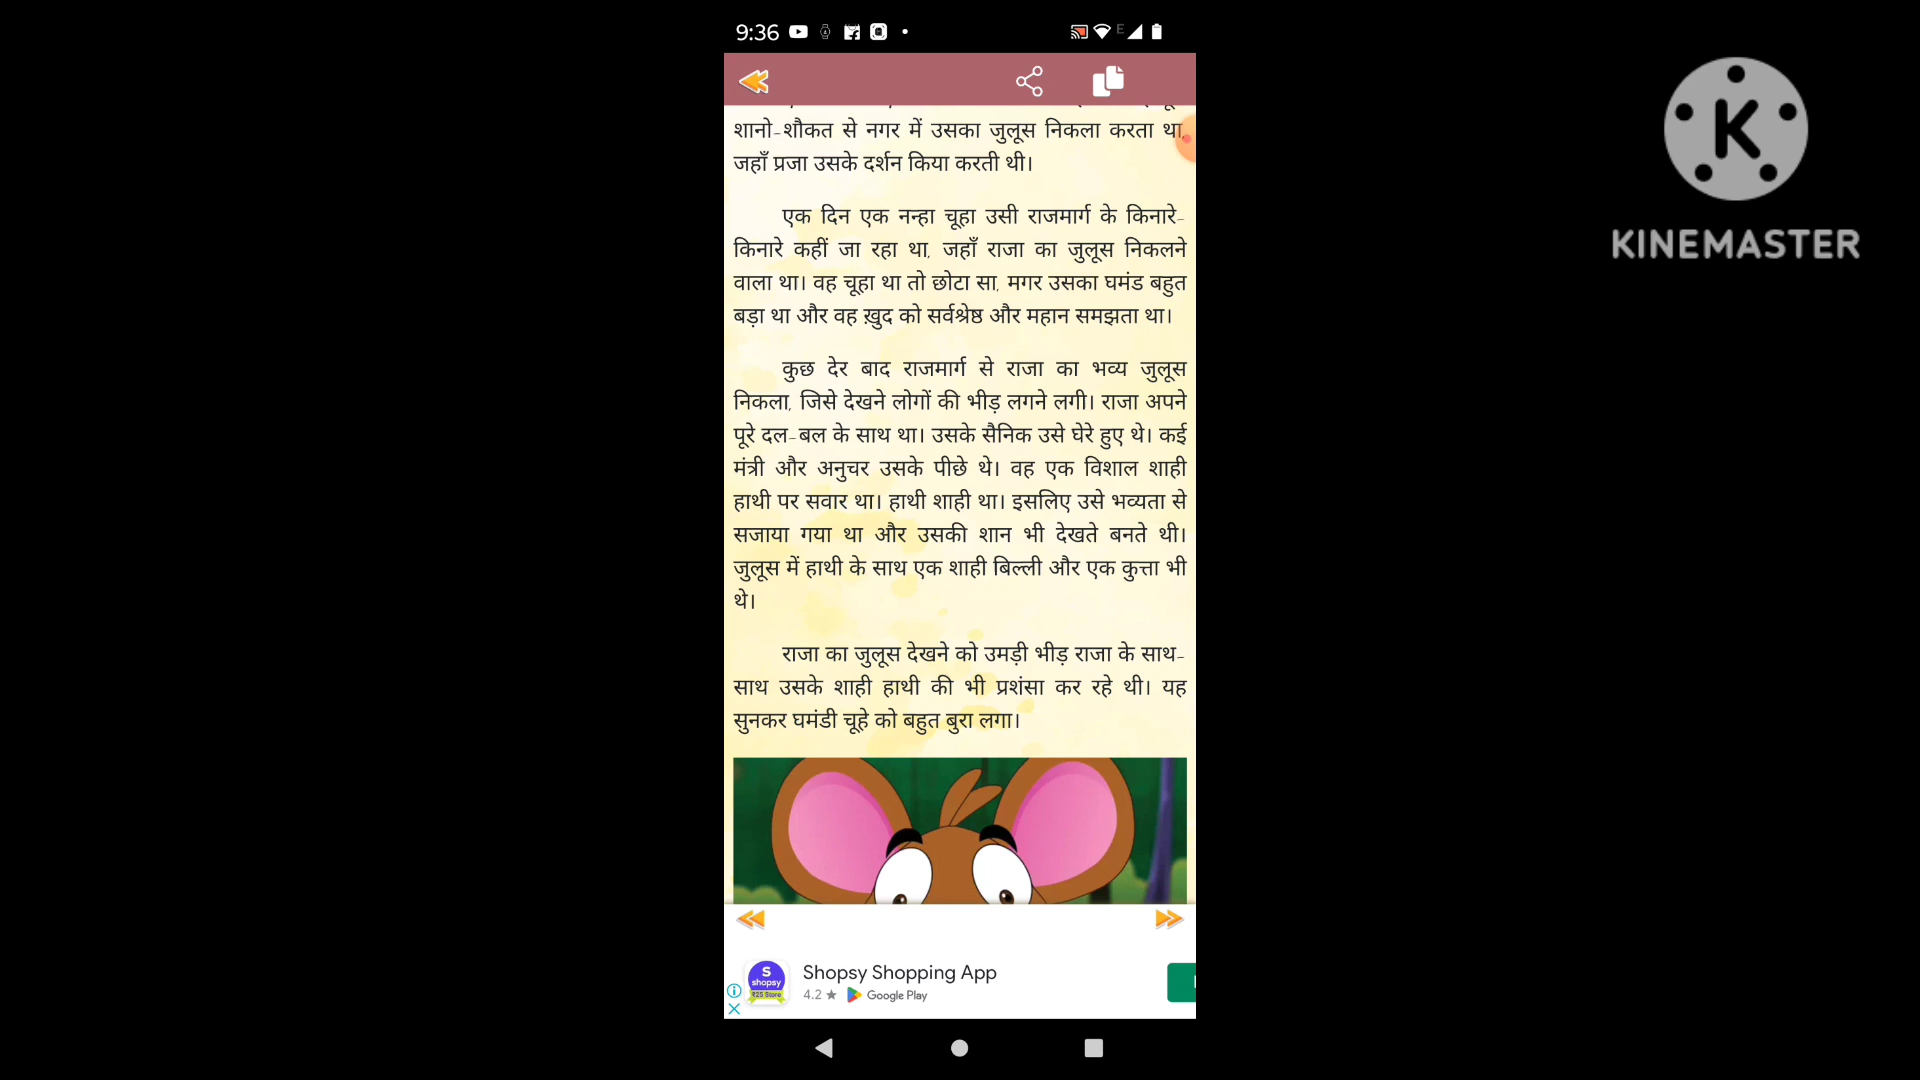 9:36
E
शानो-शौकत से नगर में उसका जुलूस निकला करता था,
जहाँ प्रजा उसके दर्शन किया करती थी।
एक दिन एक नन्हा चूहा उसी राजमार्ग के किनारे-
किनारे कहीं जा रहा था, जहाँ राजा का जुलूस निकलने
वाला था। वह चूहा था तो छोटा सा, मगर उसका घमंड बहुत
बड़ा था और वह ख़ुद को सर्वश्रेष्ठ और महान समझता था।
कुछ देर बाद राजमार्ग से राजा का भव्य जुलूस
निकला, जिसे देखने लोगों की भीड़ लगने लगी। राजा अपने
पूरे दल-बल के साथ था। उसके सैनिक उसे घेरे हुए थे। कई
मंत्री और अनुचर उसके पीछे थे। वह एक विशाल शाही
हाथी पर सवार था। हाथी शाही था। इसलिए उसे भव्यता से
सजाया गया था और उसकी शान भी देखते बनते थी।
जुलूस में हाथी के साथ एक शाही बिल्ली और एक कुत्ता भी
थे।
राजा का जुलूस देखने को उमड़ी भीड़ राजा के साथ-
साथ उसके शाही हाथी की भी प्रशंसा कर रहे थी। यह
सुनकर घमंडी चूहे को बहुत बुरा लगा।
S
shopsy
₹25 Store
Shopsy Shopping App
4.2 ★ Google Play
K
KINEMASTER